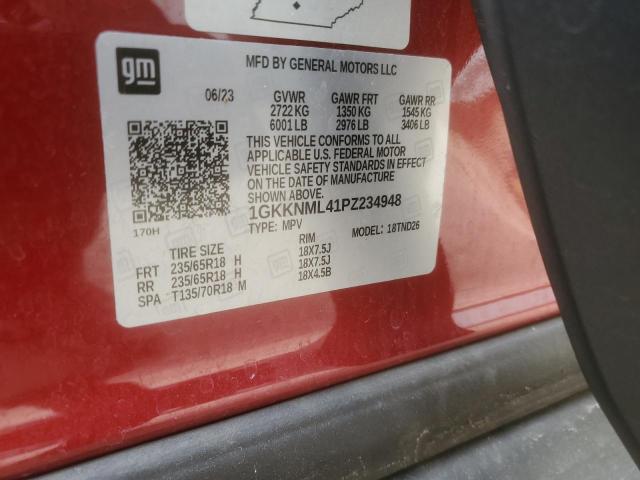 gm
MFD BY GENERAL MOTORS LLC
06/23 GVWR GAWR FRT GAWR RR
2722 KG 1350 KG 1545 KG
6001 LB 2976 LB 3406 LB
THIS VEHICLE CONFORMS TO ALL
APPLICABLE U.S. FEDERAL MOTOR
VEHICLE SAFETY STANDARDS IN EFFECT
ON THE DATE OF MANUFACTURE
SHOWN ABOVE.
1GKKNML41PZ234948
170H TYPE: MPV MODEL: 18TND26
TIRE SIZE RIM
FRT 235/65R18 H 18X7.5J
RR 235/65R18 H 18X7.5J
SPA T135/70R18 M 18X4.5B